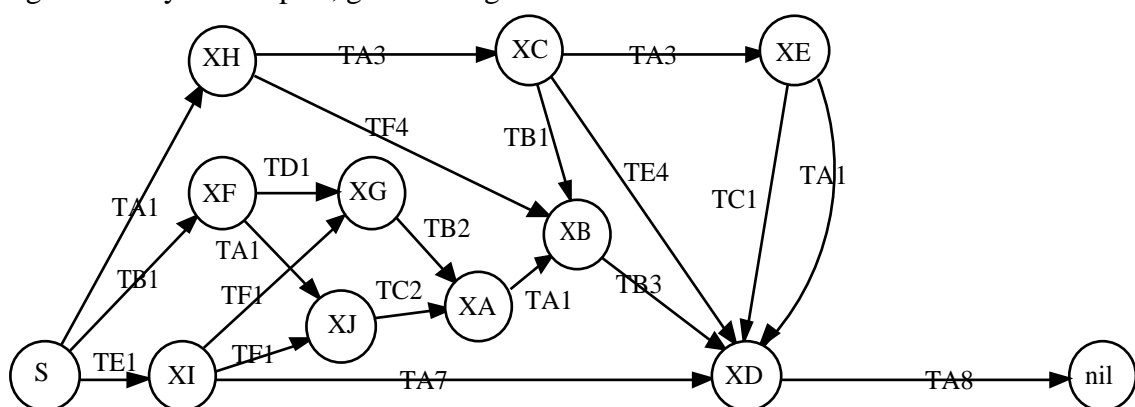 XH
TA3
XC
TA3
XE
TF4
TB1
TE4
TC1
TA1
XF
TD1
XG
TA1
TA1
TB2
XB
TB1
TF1
TC2
XA
TA1
TB3
XJ
S
TE1
XI
TF1
TA7
XD
TA8
nil